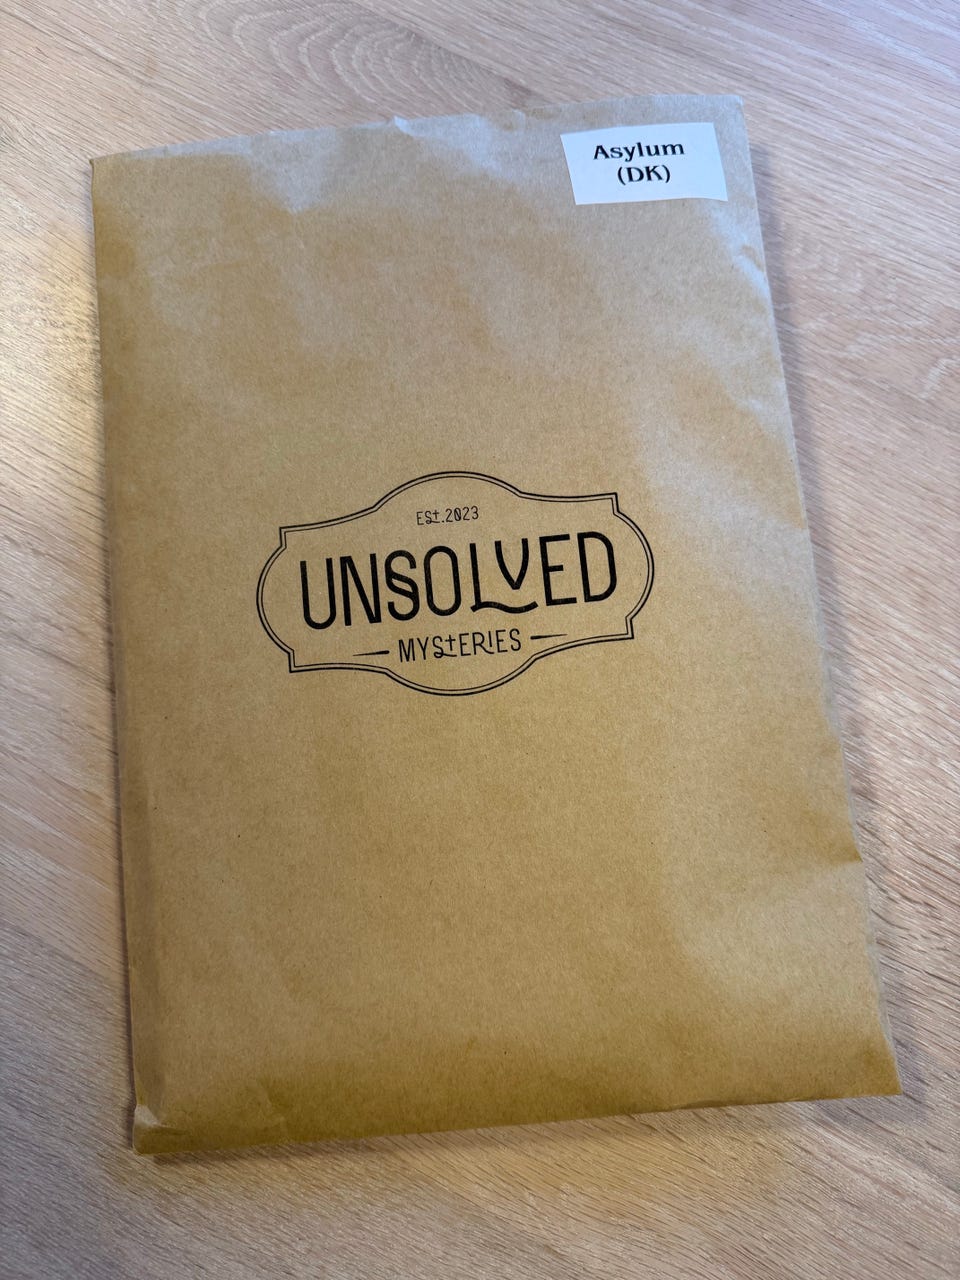 Asylum
(DK)
EST.2023
UNSOLVED
MYSTERIES